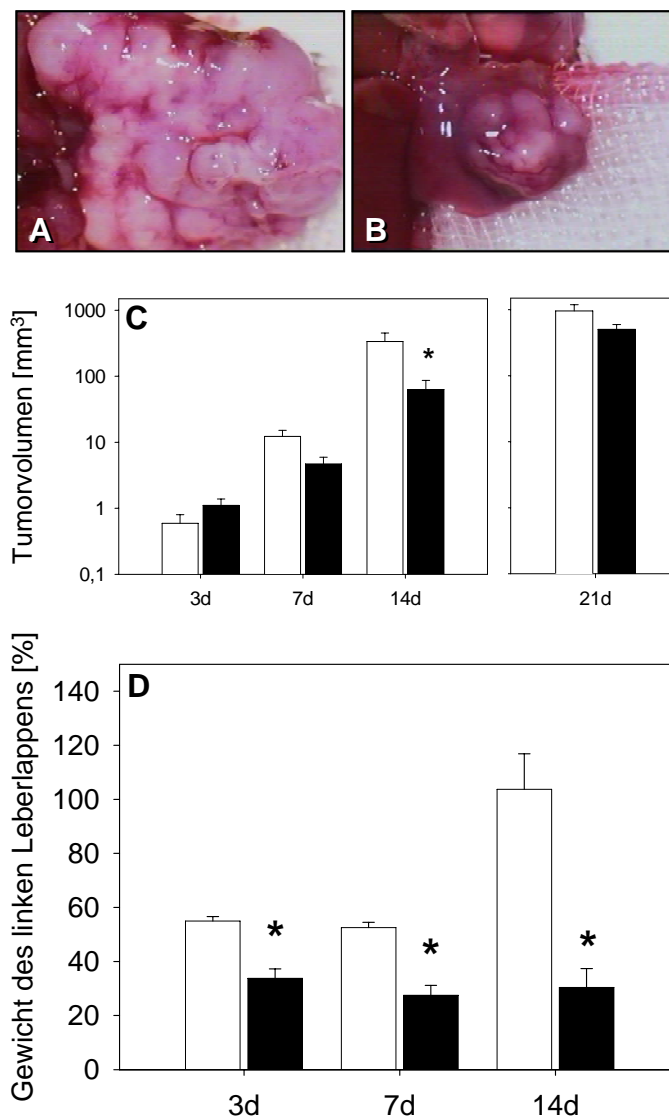 A
B
Tumorvolumen [mm³]
C
1000
100
10
1
0,1
*
3d
7d
14d
21d
Gewicht des linken Leberlappens [%]
D
140
120
100
80
60
40
20
0
*
*
*
3d
7d
14d